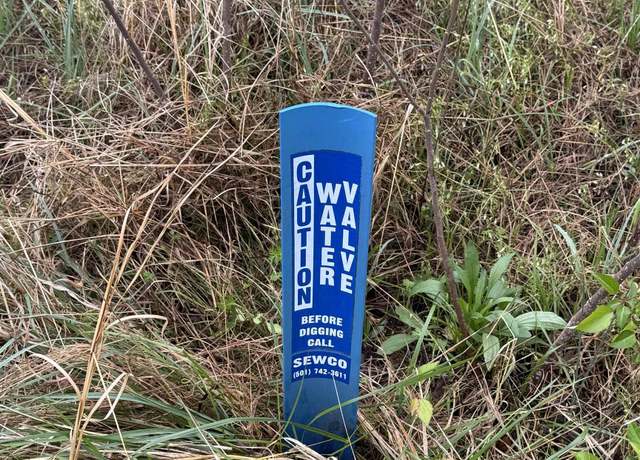 CAUTION
WATER
VALVE
BEFORE
DIGGING
CALL
SEWCO
(501) 742-3611